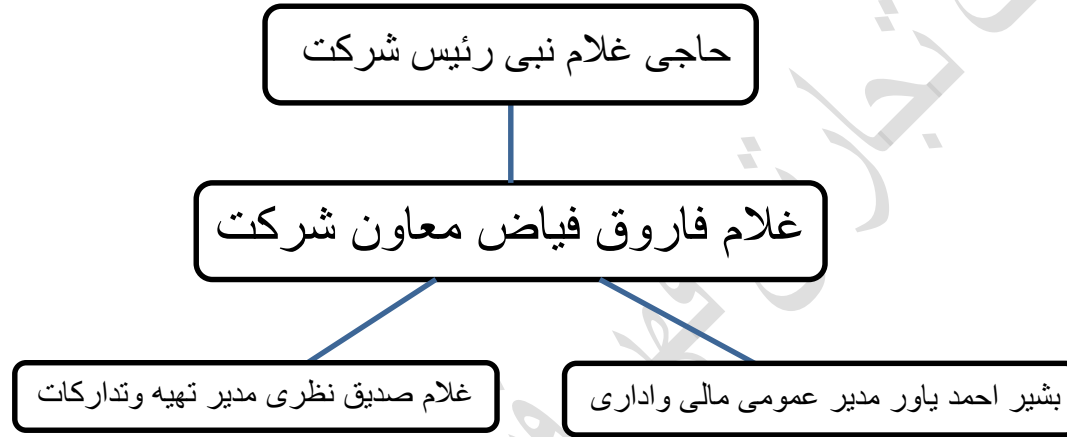 حاجی غلام نبی رئیس شرکت
غلام فاروق فیاض معاون شرکت
بشیر احمد یاور مدیر عمومی مالی واداری
غلام صدیق نظری مدیر تهیه وتدارکات